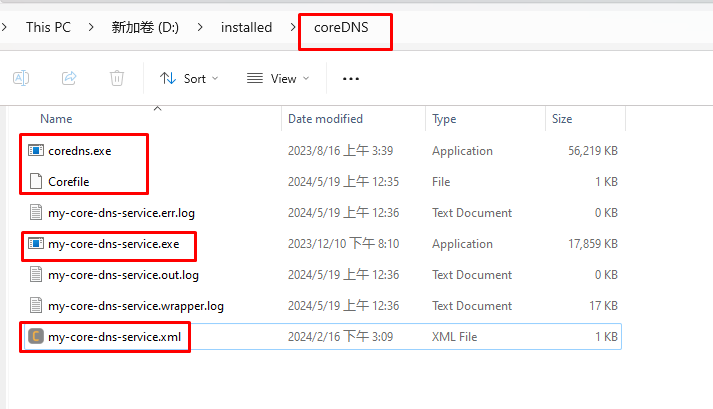 This PC > 新加卷 (D:) > installed > coreDNS
Sort View ...
Name Date modified Type Size
coredns.exe 2023/8/16 上午 3:39 Application 56,219 KB
Corefile 2024/5/19 上午 12:35 File 1 KB
my-core-dns-service.err.log 2024/5/19 上午 12:36 Text Document 0 KB
my-core-dns-service.exe 2023/12/10 下午 8:10 Application 17,859 KB
my-core-dns-service.out.log 2024/5/19 上午 12:36 Text Document 0 KB
my-core-dns-service.wrapper.log 2024/5/19 上午 12:36 Text Document 17 KB
my-core-dns-service.xml 2024/2/16 下午 3:09 XML File 1 KB